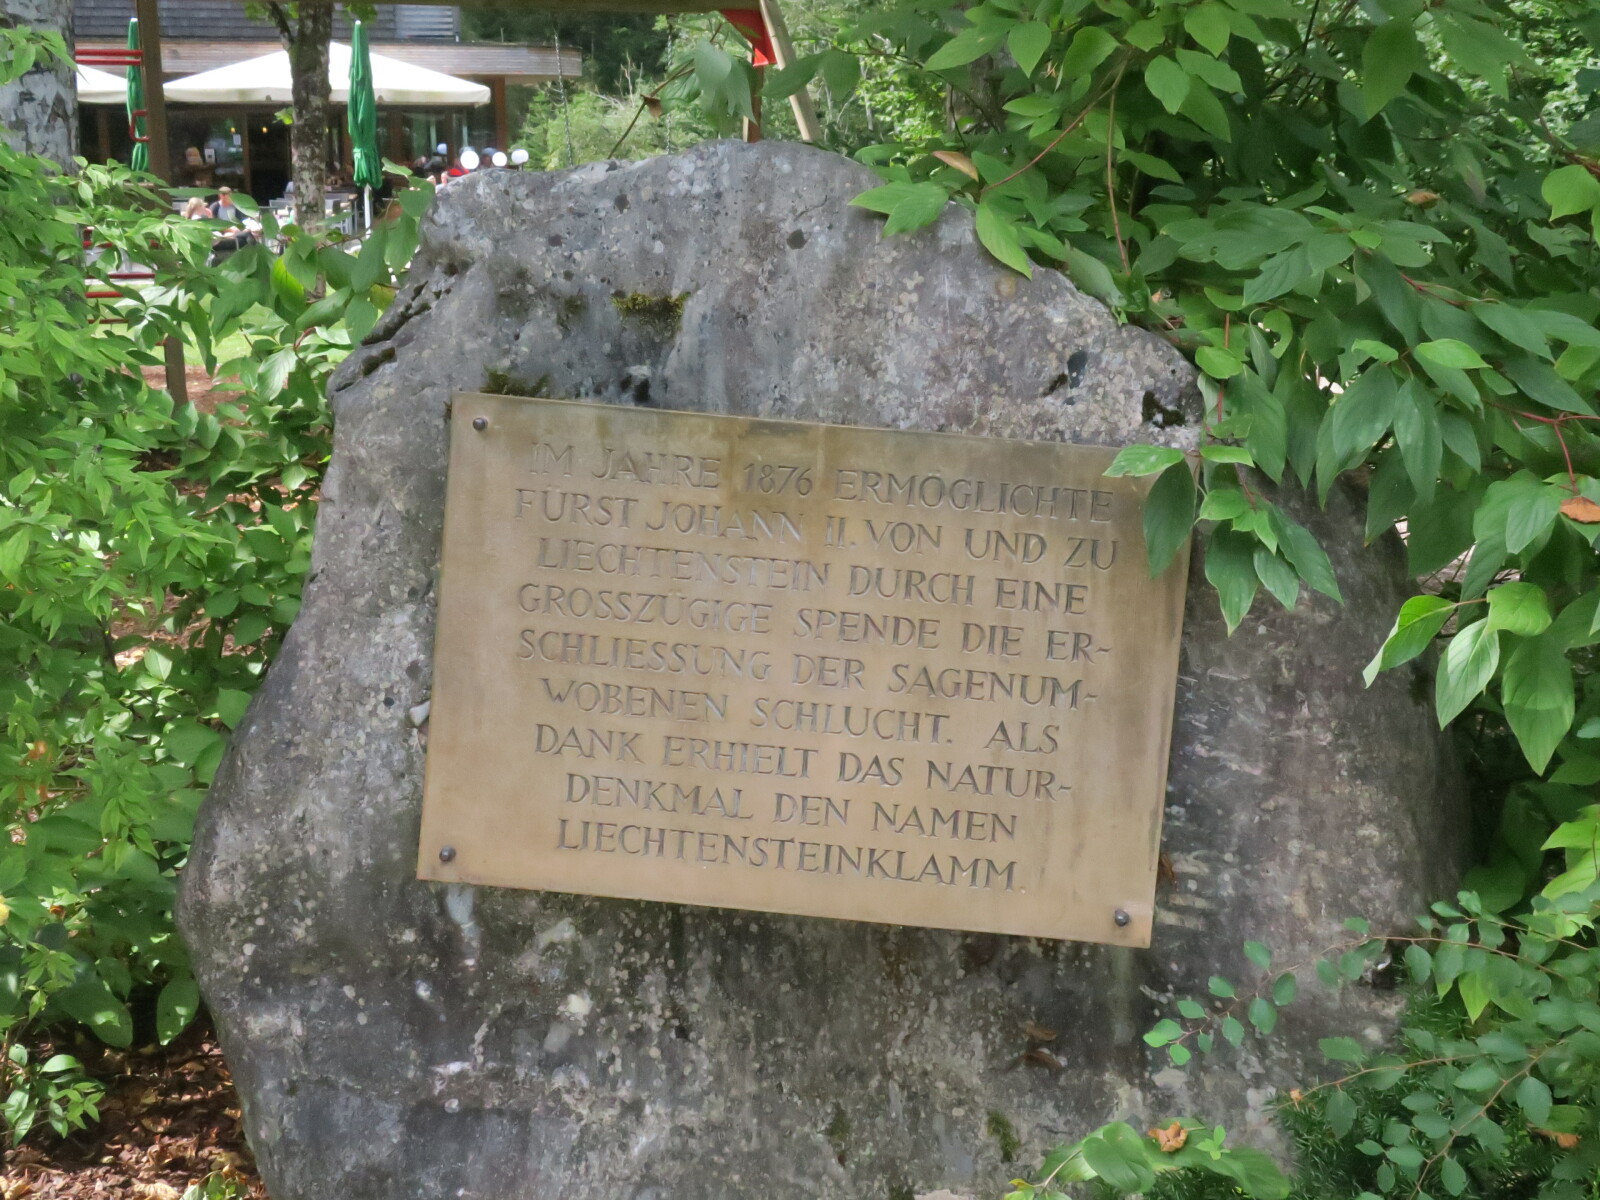 IM JAHRE 1876 ERMÖGLICHTE
FÜRST JOHANN II. VON UND ZU
LIECHTENSTEIN DURCH EINE
GROSSZÜGIGE SPENDE DIE ER-
SCHLIESSUNG DER SAGENUM-
WOBENEN SCHLUCHT. ALS
DANK ERHIELT DAS NATUR-
DENKMAL DEN NAMEN
LIECHTENSTEINKLAMM.